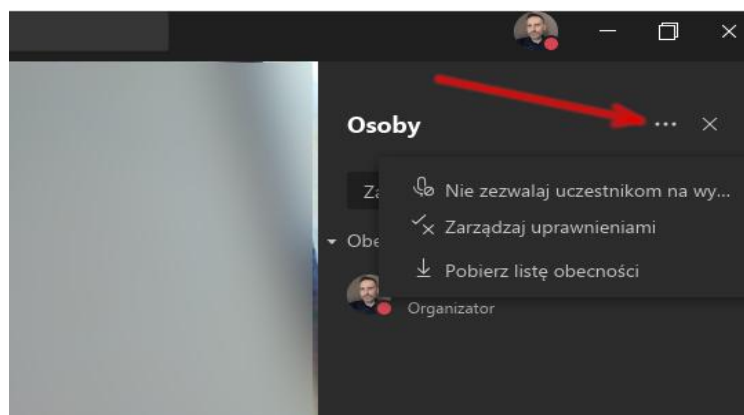 Osoby
Nie zezwalaj uczestnikom na wy...
Zarządzaj uprawnieniami
Pobierz listę obecności
Organizator